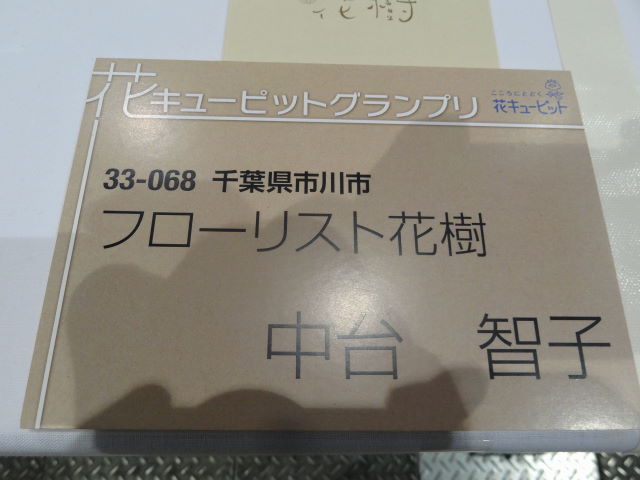 花樹
花キューピットグランプリ
こころにとどく
花キューピット
33-068 千葉県市川市
フローリスト花樹
中台 智子